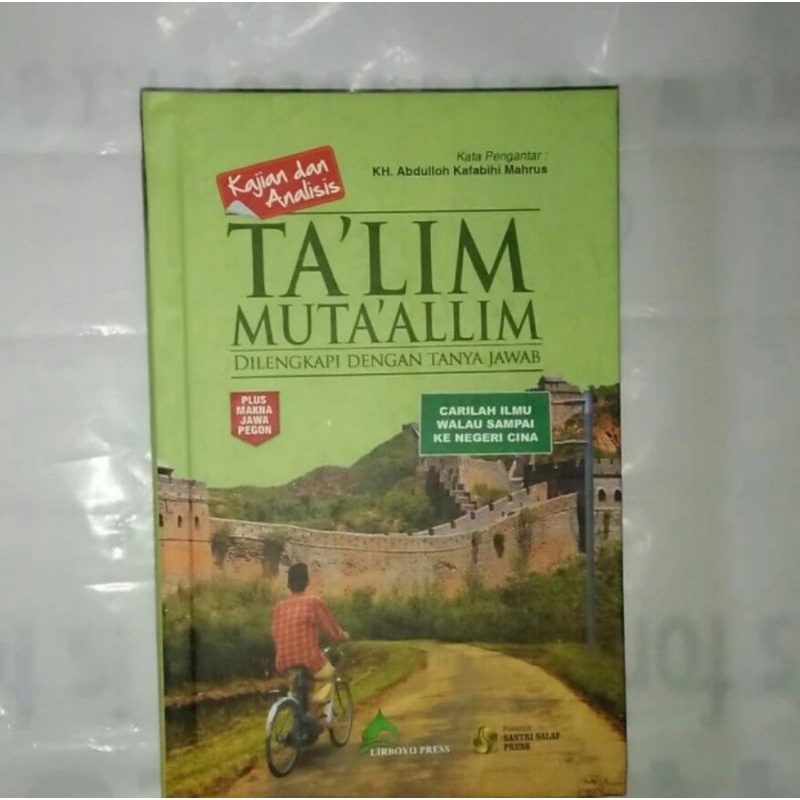 Kajian dan
Analisis
Kata Pengantar :
KH. Abdulloh Kafabihi Mahrus
TA'LIM
MUTA'ALLIM
DILENGKAPI DENGAN TANYA JAWAB
PLUS
MAKNA
JAWA
PEGON
CARILAH ILMU
WALAU SAMPAI
KE NEGERI CINA
LIRBOYO PRESS
Penerbit
SANTRI SALAF
PRESS